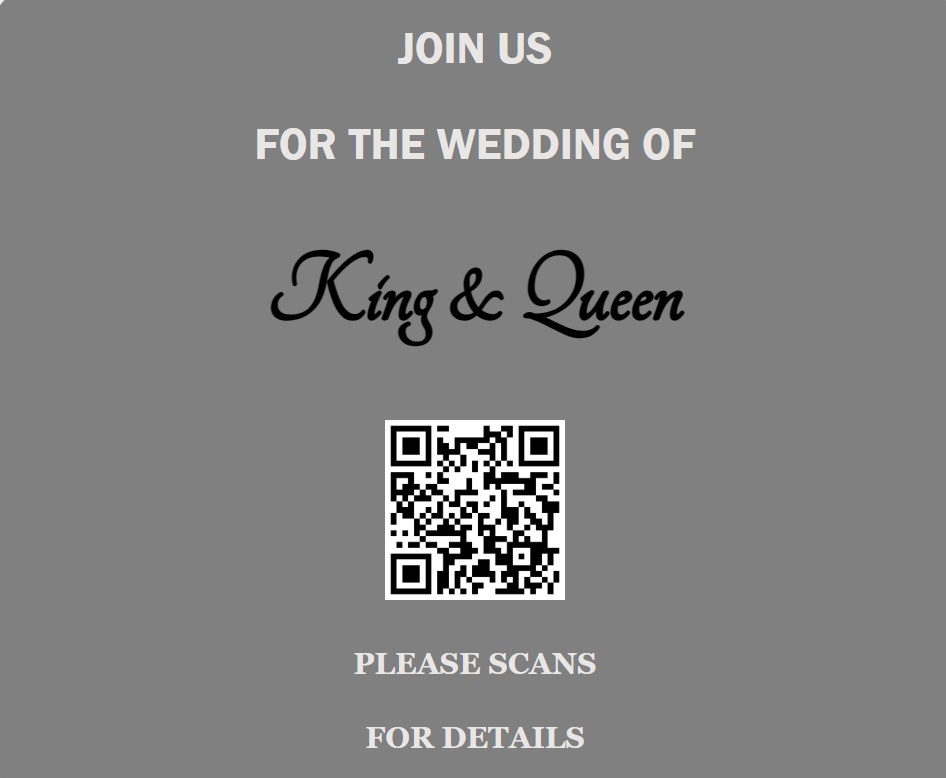 JOIN US
FOR THE WEDDING OF
King & Queen
PLEASE SCANS
FOR DETAILS